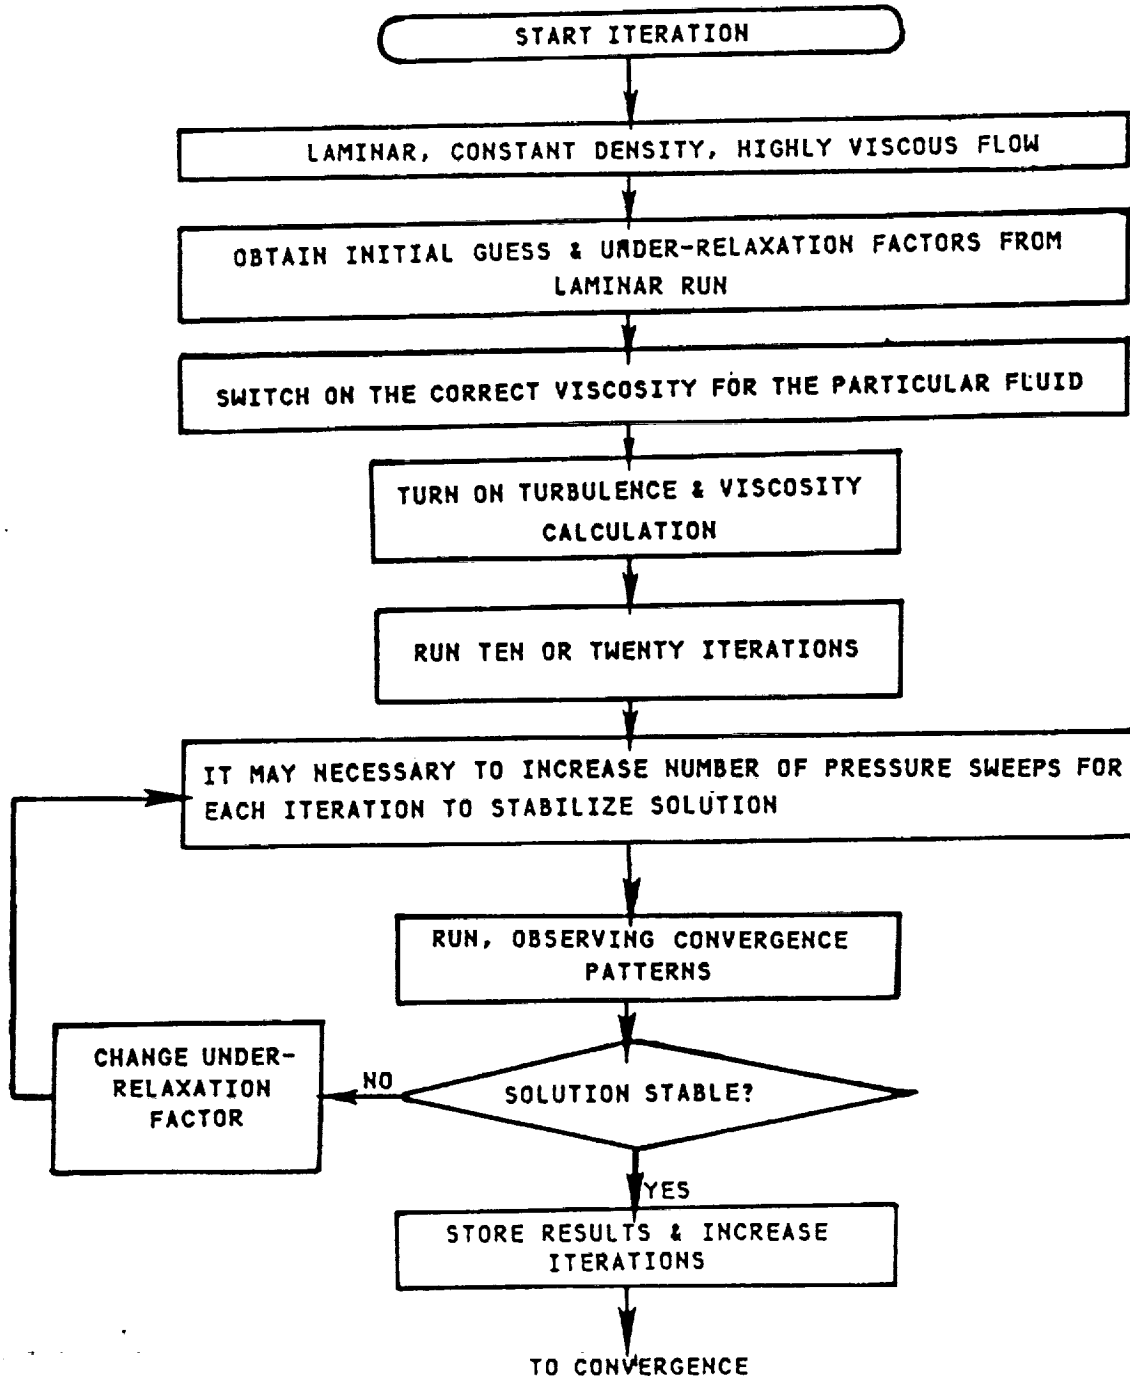 START ITERATION
LAMINAR, CONSTANT DENSITY, HIGHLY VISCOUS FLOW
OBTAIN INITIAL GUESS & UNDER-RELAXATION FACTORS FROM
LAMINAR RUN
SWITCH ON THE CORRECT VISCOSITY FOR THE PARTICULAR FLUID
TURN ON TURBULENCE & VISCOSITY
CALCULATION
RUN TEN OR TWENTY ITERATIONS
IT MAY NECESSARY TO INCREASE NUMBER OF PRESSURE SWEEPS FOR
EACH ITERATION TO STABILIZE SOLUTION
RUN, OBSERVING CONVERGENCE
PATTERNS
CHANGE UNDER-
RELAXATION
FACTOR
NO
SOLUTION STABLE?
YES
STORE RESULTS & INCREASE
ITERATIONS
TO CONVERGENCE